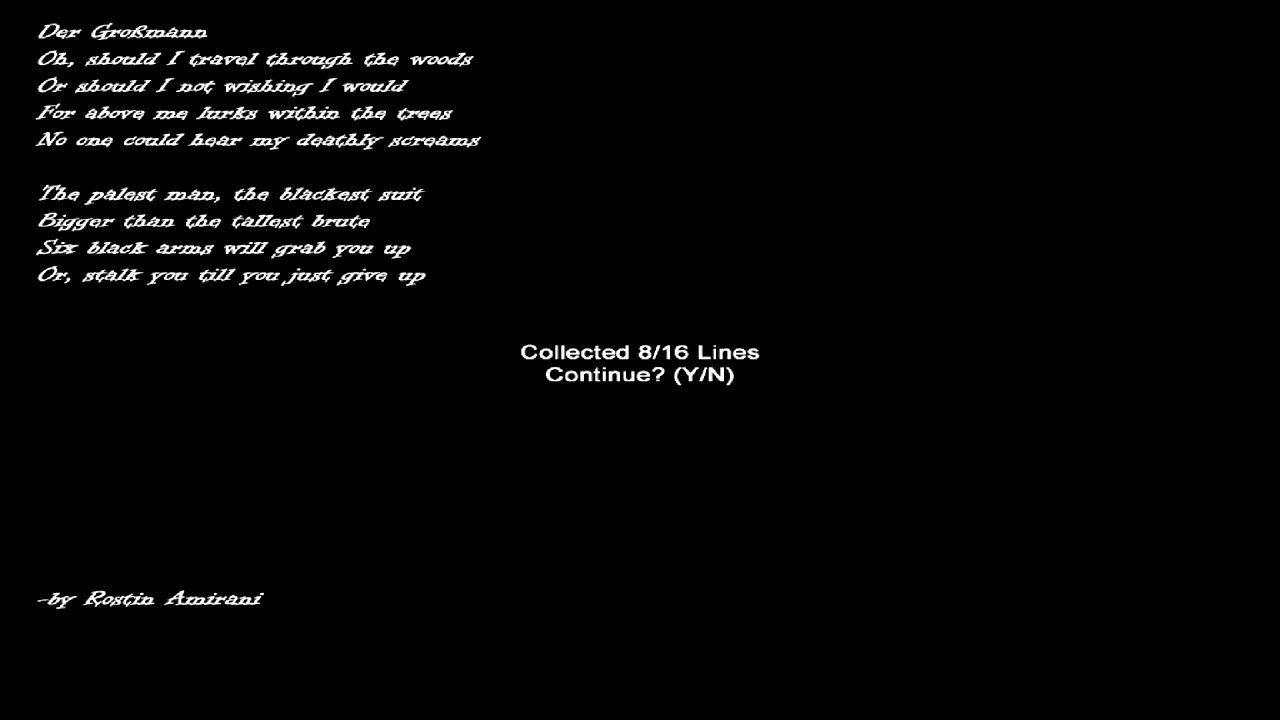 Der Großmann
Oh, should I travel through the woods
Or should I not wishing I would
For above me lurks within the trees
No one could hear my deathly screams
The palest man, the blackest suit
Bigger than the tallest brute
Six black arms will grab you up
Or, stalk you till you just give up
Collected 8/16 Lines
Continue? (Y/N)
-by Rostin Amirani